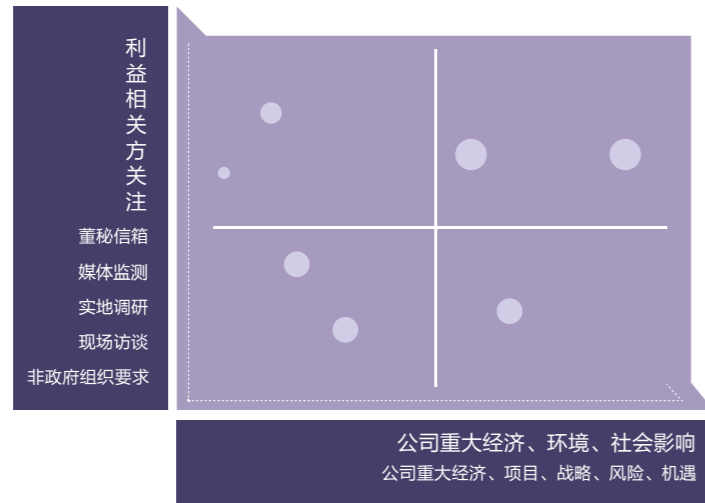 利益相关方关注
董秘信箱
媒体监测
实地调研
现场访谈
非政府组织要求
公司重大经济、环境、社会影响
公司重大经济、项目、战略、风险、机遇